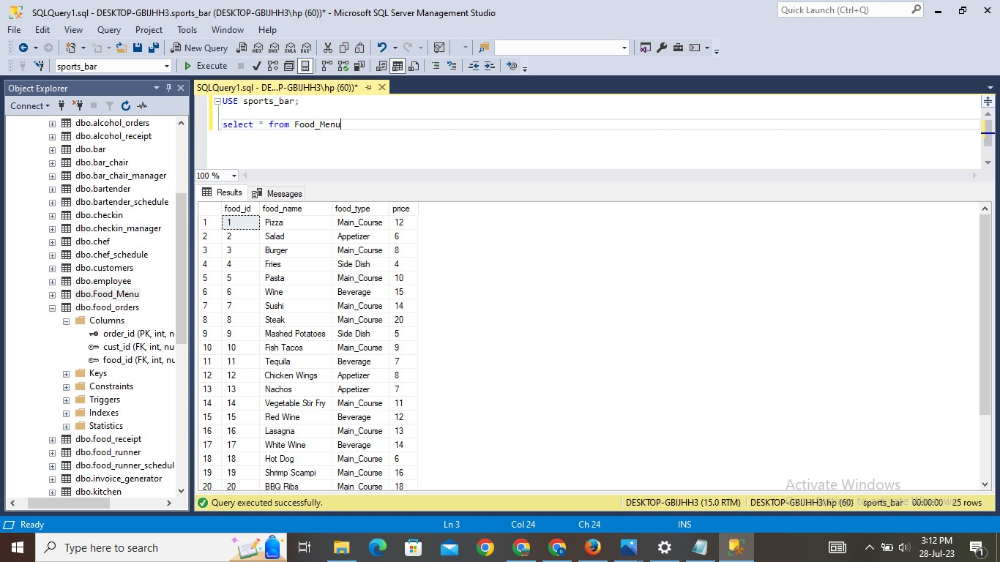 SQLQuery1.sql - DESKTOP-GBIJHH3.sports_bar (DESKTOP-GBIJHH3\hp (60))* - Microsoft SQL Server Management Studio
Quick Launch (Ctrl+Q)
File Edit View Query Project Tools Window Help
New Query MDX DMX XMLA DAX
sports_bar Execute
Object Explorer
Connect
dbo.alcohol_orders
dbo.alcohol_receipt
dbo.bar
dbo.bar_chair
dbo.bar_chair_manager
dbo.bartender
dbo.bartender_schedule
dbo.checkin
dbo.checkin_manager
dbo.chef
dbo.chef_schedule
dbo.customers
dbo.employee
dbo.Food_Menu
dbo.food_orders
Columns
order_id (PK, int, n
cust_id (FK, int, nu
food_id (FK, int, nu
Keys
Constraints
Triggers
Indexes
Statistics
dbo.food_receipt
dbo.food_runner
dbo.food_runner_schedul
dbo.invoice_generator
dbo.kitchen
SQLQuery1.sql - DE...P-GBIJHH3\hp (60))*
USE sports_bar;
select * from Food_Menu
100 %
Results Messages
food_id food_name food_type price
1 1 Pizza Main_Course 12
2 2 Salad Appetizer 6
3 3 Burger Main_Course 8
4 4 Fries Side Dish 4
5 5 Pasta Main_Course 10
6 6 Wine Beverage 15
7 7 Sushi Main_Course 14
8 8 Steak Main_Course 20
9 9 Mashed Potatoes Side Dish 5
10 10 Fish Tacos Main_Course 9
11 11 Tequila Beverage 7
12 12 Chicken Wings Appetizer 8
13 13 Nachos Appetizer 7
14 14 Vegetable Stir Fry Main_Course 11
15 15 Red Wine Beverage 12
16 16 Lasagna Main_Course 13
17 17 White Wine Beverage 14
18 18 Hot Dog Main_Course 6
19 19 Shrimp Scampi Main_Course 16
20 20 BBQ Ribs Main_Course 18
Activate Windows
Query executed successfully. DESKTOP-GBIJHH3 (15.0 RTM) DESKTOP-GBIJHH3\hp (60) sports_bar 00:00:00 25 rows
Ready Ln 3 Col 24 Ch 24 INS
Type here to search
3:12 PM
28-Jul-23
1